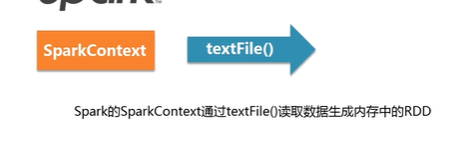 Spark™
SparkContext
textFile()
Spark的SparkContext通过textFile()读取数据生成内存中的RDD